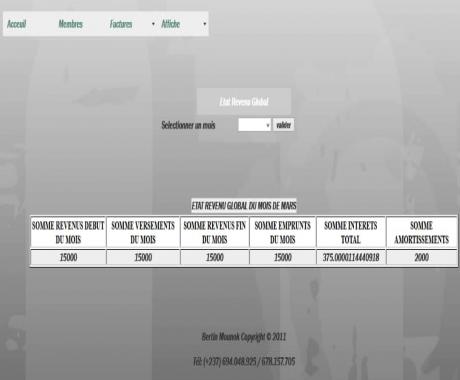 Acceuil Membres Factures Affiche
Etat Revenu Global
Selectionner un mois valider
ETAT REVENU GLOBAL DU MOIS DE MARS
SOMME REVENUS DEBUT DU MOIS SOMME VERSEMENTS DU MOIS SOMME REVENUS FIN DU MOIS SOMME EMPRUNTS DU MOIS SOMME INTERETS TOTAL SOMME AMORTISSEMENTS
15000 15000 15000 15000 375.0000114440918 2000
Bertin Mounok Copyright © 2011
Tél: (+237) 694.048.925 / 678.157.705